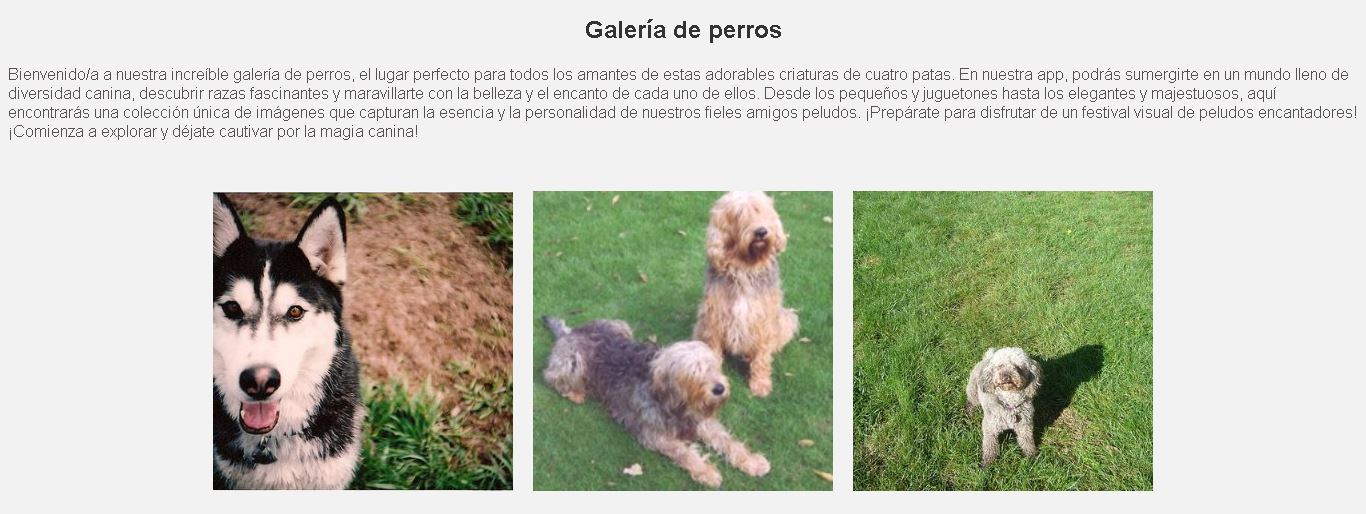 Galería de perros
Bienvenido/a a nuestra increíble galería de perros, el lugar perfecto para todos los amantes de estas adorables criaturas de cuatro patas. En nuestra app, podrás sumergirte en un mundo lleno de
diversidad canina, descubrir razas fascinantes y maravillarte con la belleza y el encanto de cada uno de ellos. Desde los pequeños y juguetones hasta los elegantes y majestuosos, aquí
encontrarás una colección única de imágenes que capturan la esencia y la personalidad de nuestros fieles amigos peludos. ¡Prepárate para disfrutar de un festival visual de peludos encantadores!
¡Comienza a explorar y déjate cautivar por la magia canina!